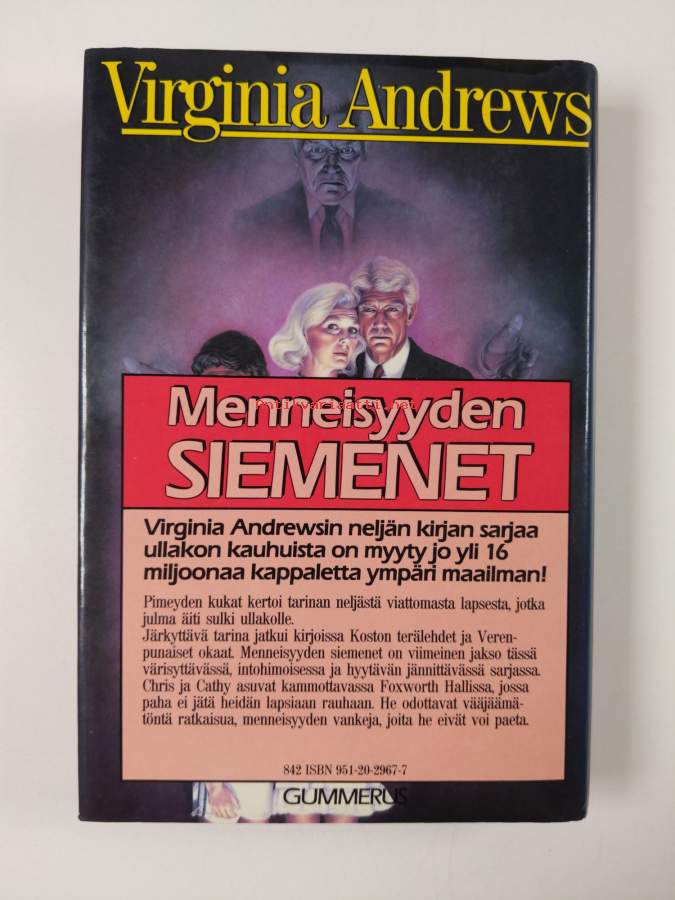 Virginia Andrews
Menneisyyden
Antikvariaatti.net
SIEMENET
Virginia Andrewsin neljän kirjan sarjaa
ullakon kauhuista on myyty jo yli 16
miljoonaa kappaletta ympäri maailman!
Pimeyden kukat kertoi tarinan neljästä viattomasta lapsesta, jotka
julma äiti sulki ullakolle.
Järkyttävä tarina jatkui kirjoissa Koston terälehdet ja Veren-
punaiset okaat. Menneisyyden siemenet on viimeinen jakso tässä
värisyttävässä, intohimoisessa ja hyytävän jännittävässä sarjassa.
Chris ja Cathy asuvat kammottavassa Foxworth Hallissa, jossa
paha ei jätä heidän lapsiaan rauhaan. He odottavat vääjäämä-
töntä ratkaisua, menneisyyden vankeja, joita he eivät voi paeta.
842 ISBN 951-20-2967-7
GUMMERUS